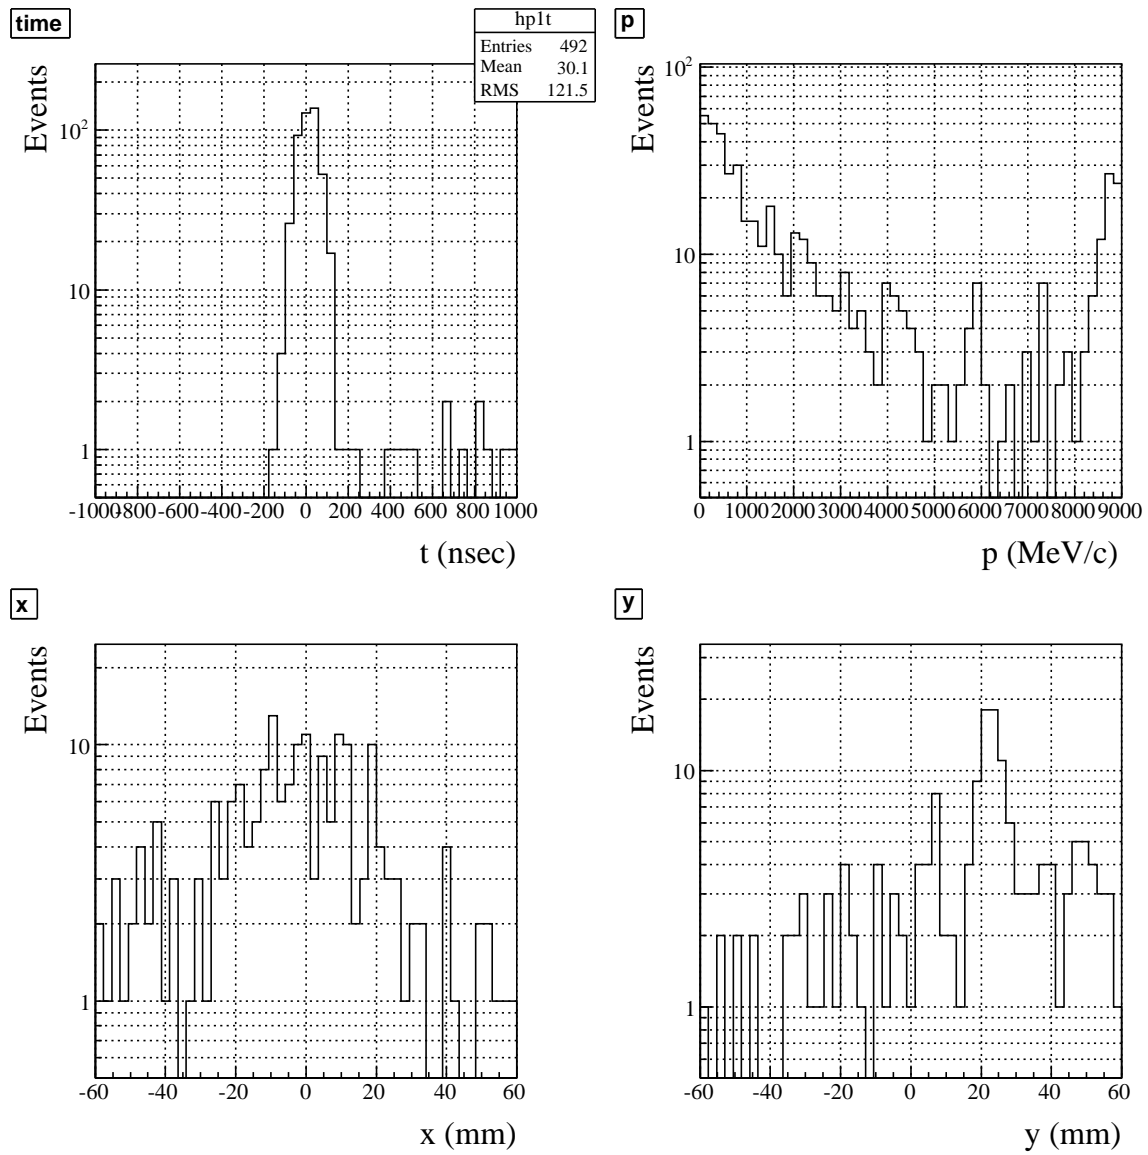 time
hp1t
Entries 492
Mean 30.1
RMS 121.5
Events
10²
10
1
-1000 -800 -600 -400 -200 0 200 400 600 800 1000
t (nsec)
p
Events
10²
10
1
0 1000 2000 3000 4000 5000 6000 7000 8000 9000
p (MeV/c)
x
Events
10
1
-60 -40 -20 0 20 40 60
x (mm)
y
Events
10
1
-60 -40 -20 0 20 40 60
y (mm)